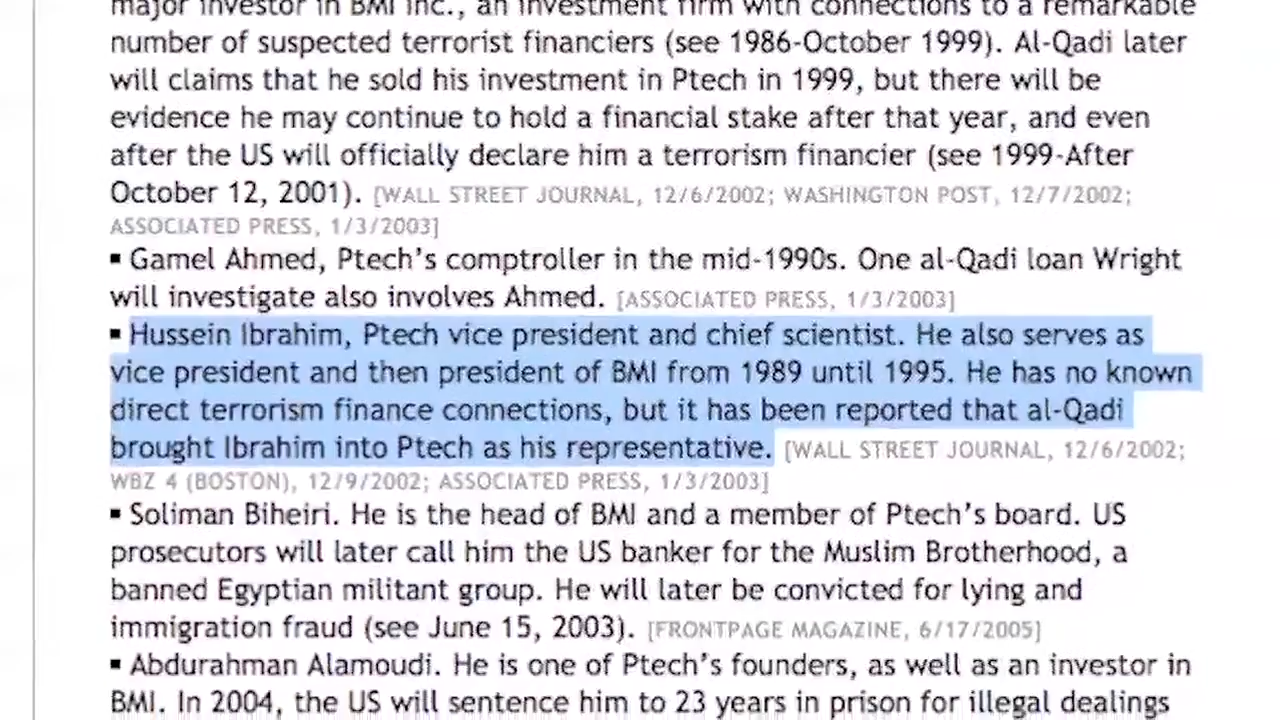 major investor in BMI Inc., an investment firm with connections to a remarkable
number of suspected terrorist financiers (see 1986-October 1999). Al-Qadi later
will claims that he sold his investment in Ptech in 1999, but there will be
evidence he may continue to hold a financial stake after that year, and even
after the US will officially declare him a terrorism financier (see 1999-After
October 12, 2001). [WALL STREET JOURNAL, 12/6/2002; WASHINGTON POST, 12/7/2002;
ASSOCIATED PRESS, 1/3/2003]
▪ Gamel Ahmed, Ptech's comptroller in the mid-1990s. One al-Qadi loan Wright
will investigate also involves Ahmed. [ASSOCIATED PRESS, 1/3/2003]
▪ Hussein Ibrahim, Ptech vice president and chief scientist. He also serves as
vice president and then president of BMI from 1989 until 1995. He has no known
direct terrorism finance connections, but it has been reported that al-Qadi
brought Ibrahim into Ptech as his representative. [WALL STREET JOURNAL, 12/6/2002;
WBZ 4 (BOSTON), 12/9/2002; ASSOCIATED PRESS, 1/3/2003]
▪ Soliman Biheiri. He is the head of BMI and a member of Ptech's board. US
prosecutors will later call him the US banker for the Muslim Brotherhood, a
banned Egyptian militant group. He will later be convicted for lying and
immigration fraud (see June 15, 2003). [FRONTPAGE MAGAZINE, 6/17/2005]
▪ Abdurahman Alamoudi. He is one of Ptech's founders, as well as an investor in
BMI. In 2004, the US will sentence him to 23 years in prison for illegal dealings